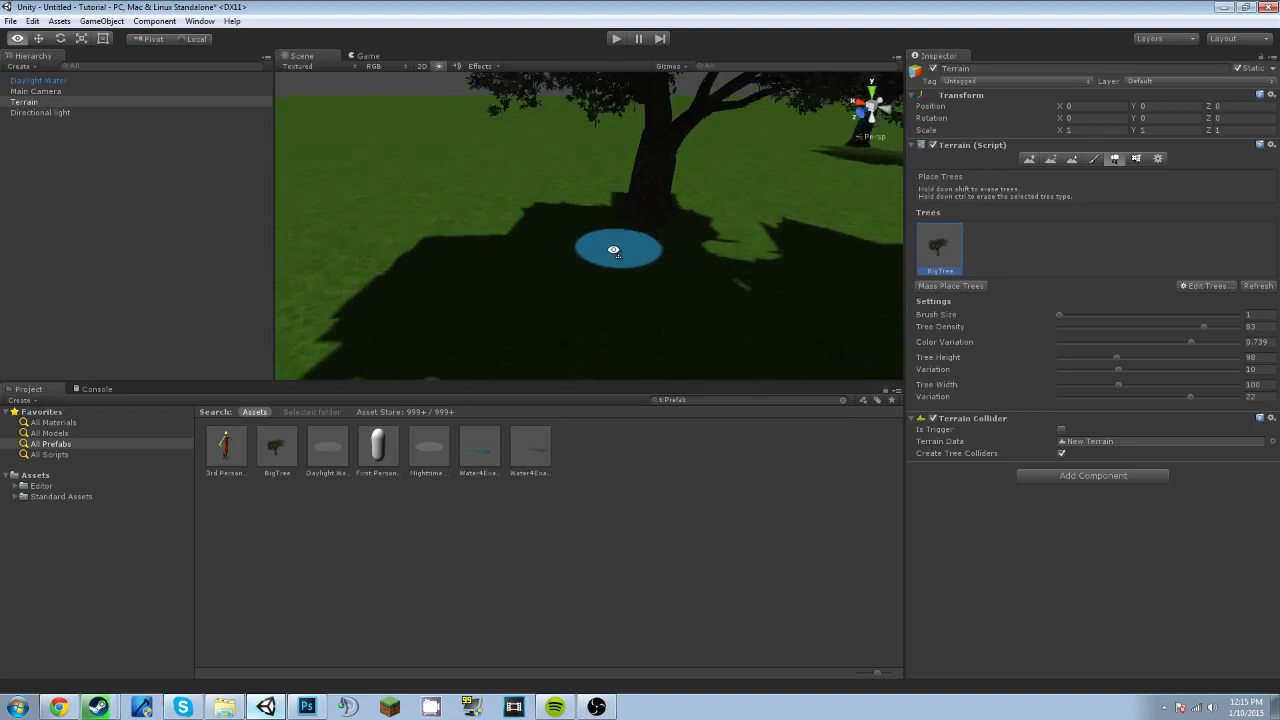 Unity - Untitled - Tutorial - PC, Mac & Linux Standalone* <DX11>
File Edit Assets GameObject Component Window Help
Pivot Local Layers Layout
Hierarchy
Create All
Daylight Water
Main Camera
Terrain
Directional light
Scene Game
Textured RGB 2D Effects Gizmos All
y
x
z
Persp
Inspector
Terrain Static
Tag Untagged Layer Default
Transform
Position X 0 Y 0 Z 0
Rotation X 0 Y 0 Z 0
Scale X 1 Y 1 Z 1
Terrain (Script)
Place Trees
Hold down shift to erase trees.
Hold down ctrl to erase the selected tree type.
Trees
BigTree
Mass Place Trees Edit Trees... Refresh
Settings
Brush Size 1
Tree Density 83
Color Variation 0.739
Tree Height 98
Variation 10
Tree Width 100
Variation 22
Terrain Collider
Is Trigger
Terrain Data New Terrain
Create Tree Colliders
Add Component
Project Console
Create t:Prefab
Favorites
All Materials
All Models
All Prefabs
All Scripts
Assets
Editor
Standard Assets
Search: Assets Selected folder Asset Store: 999+ / 999+
3rd Person... BigTree Daylight Wa... First Person... Nighttime ... Water4Exa... Water4Exa...
99
12:15 PM
1/10/2015